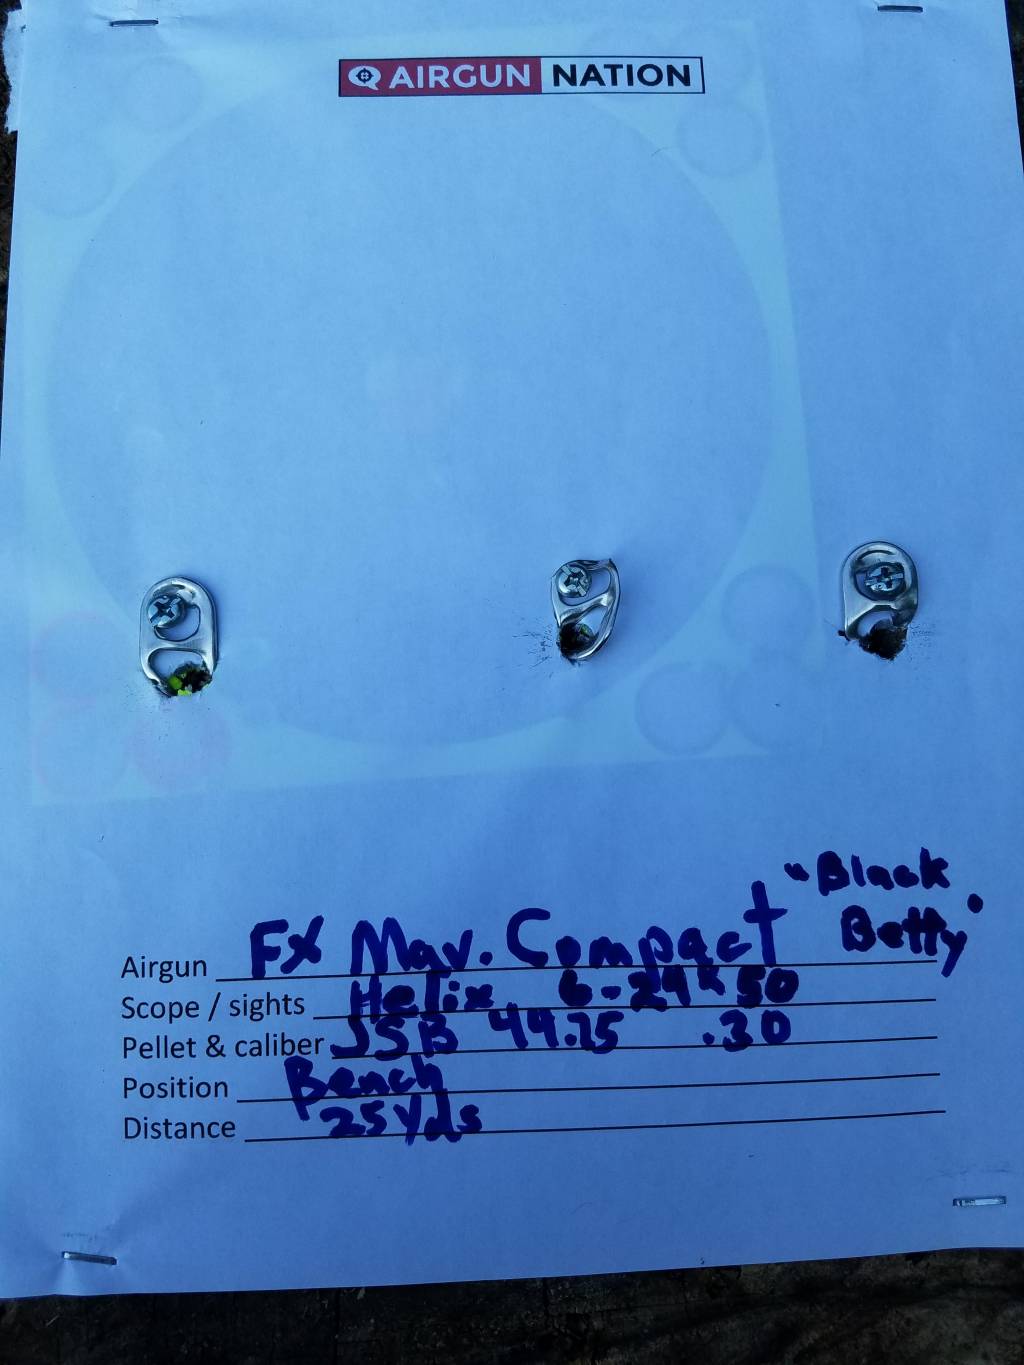 AIRGUN NATION
"Black
Airgun FX Mav. Compact Betty"
Scope / sights Helix 6-24x50
Pellet & caliber JSB 44.75 .30
Position Bench
Distance 25yds